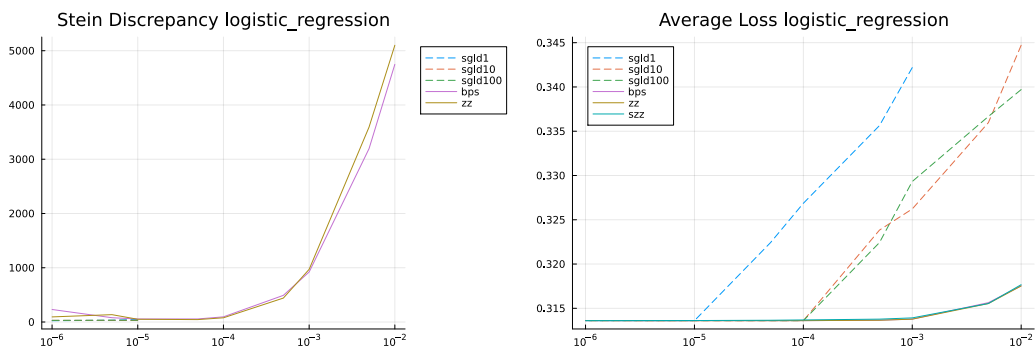 Stein Discrepancy logistic_regression
5000
4000
3000
2000
1000
0
10⁻⁶
10⁻⁵
10⁻⁴
10⁻³
10⁻²
sgld1
sgld10
sgld100
bps
zz
Average Loss logistic_regression
0.345
0.340
0.335
0.330
0.325
0.320
0.315
10⁻⁶
10⁻⁵
10⁻⁴
10⁻³
10⁻²
sgld1
sgld10
sgld100
bps
zz
szz